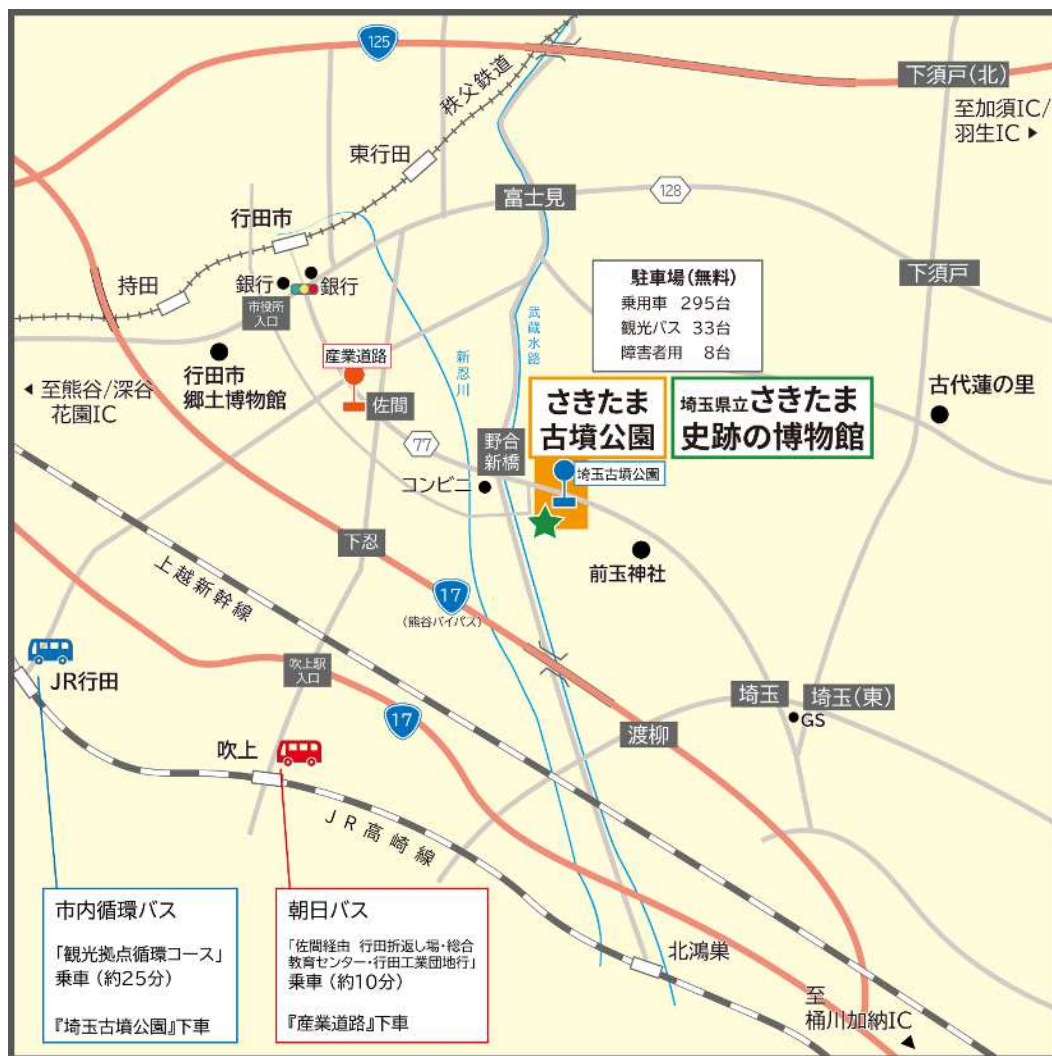 125
下須戸(北)
至加須IC/
羽生IC ▶
秩父鉄道
東行田
富士見
128
行田市
持田
銀行
銀行
市役所
入口
下須戸
駐車場(無料)
乗用車 295台
観光バス 33台
障害者用 8台
武蔵水路
新忍川
産業道路
行田市
郷土博物館
◀ 至熊谷/深谷
花園IC
佐間
77
さきたま
古墳公園
埼玉県立さきたま
史跡の博物館
古代蓮の里
野合
新橋
コンビニ
埼玉古墳公園
前玉神社
下忍
上越新幹線
17
(熊谷バイパス)
JR行田
吹上駅
入口
17
埼玉
埼玉(東)
GS
渡柳
吹上
JR高崎線
北鴻巣
至
桶川加納IC
市内循環バス
「観光拠点循環コース」
乗車 (約25分)
『埼玉古墳公園』下車
朝日バス
「佐間経由 行田折返し場・総合
教育センター・行田工業団地行」
乗車 (約10分)
『産業道路』下車